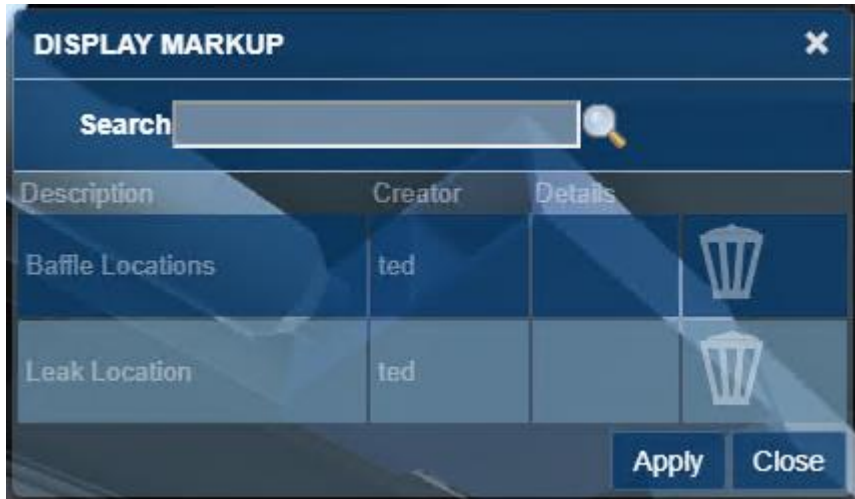 DISPLAY MARKUP
Search
Description Creator Details
Baffle Locations ted
Leak Location ted
Apply Close